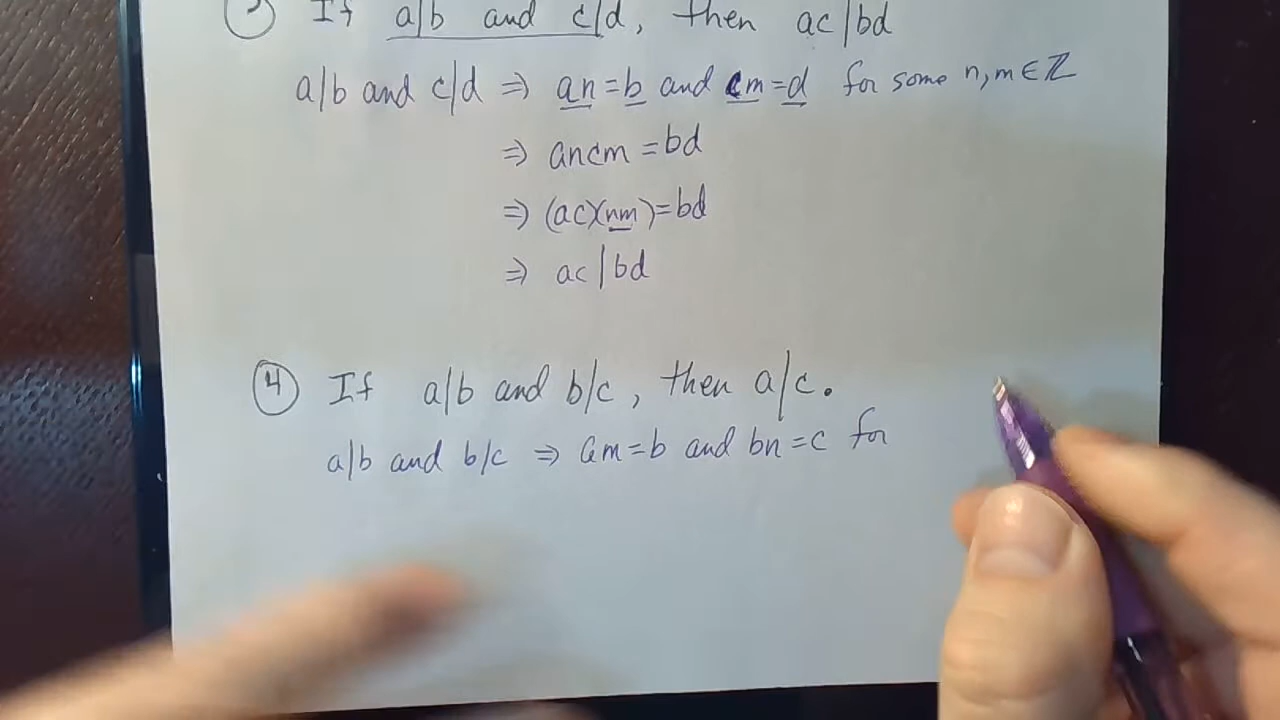 ③ If a|b and c|d, then ac|bd
a|b and c|d ⇒ an=b and cm=d for some n,m∈ℤ
⇒ ancm=bd
⇒ (ac)(nm)=bd
⇒ ac|bd
④ If a|b and b|c, then a|c.
a|b and b|c ⇒ am=b and bn=c for